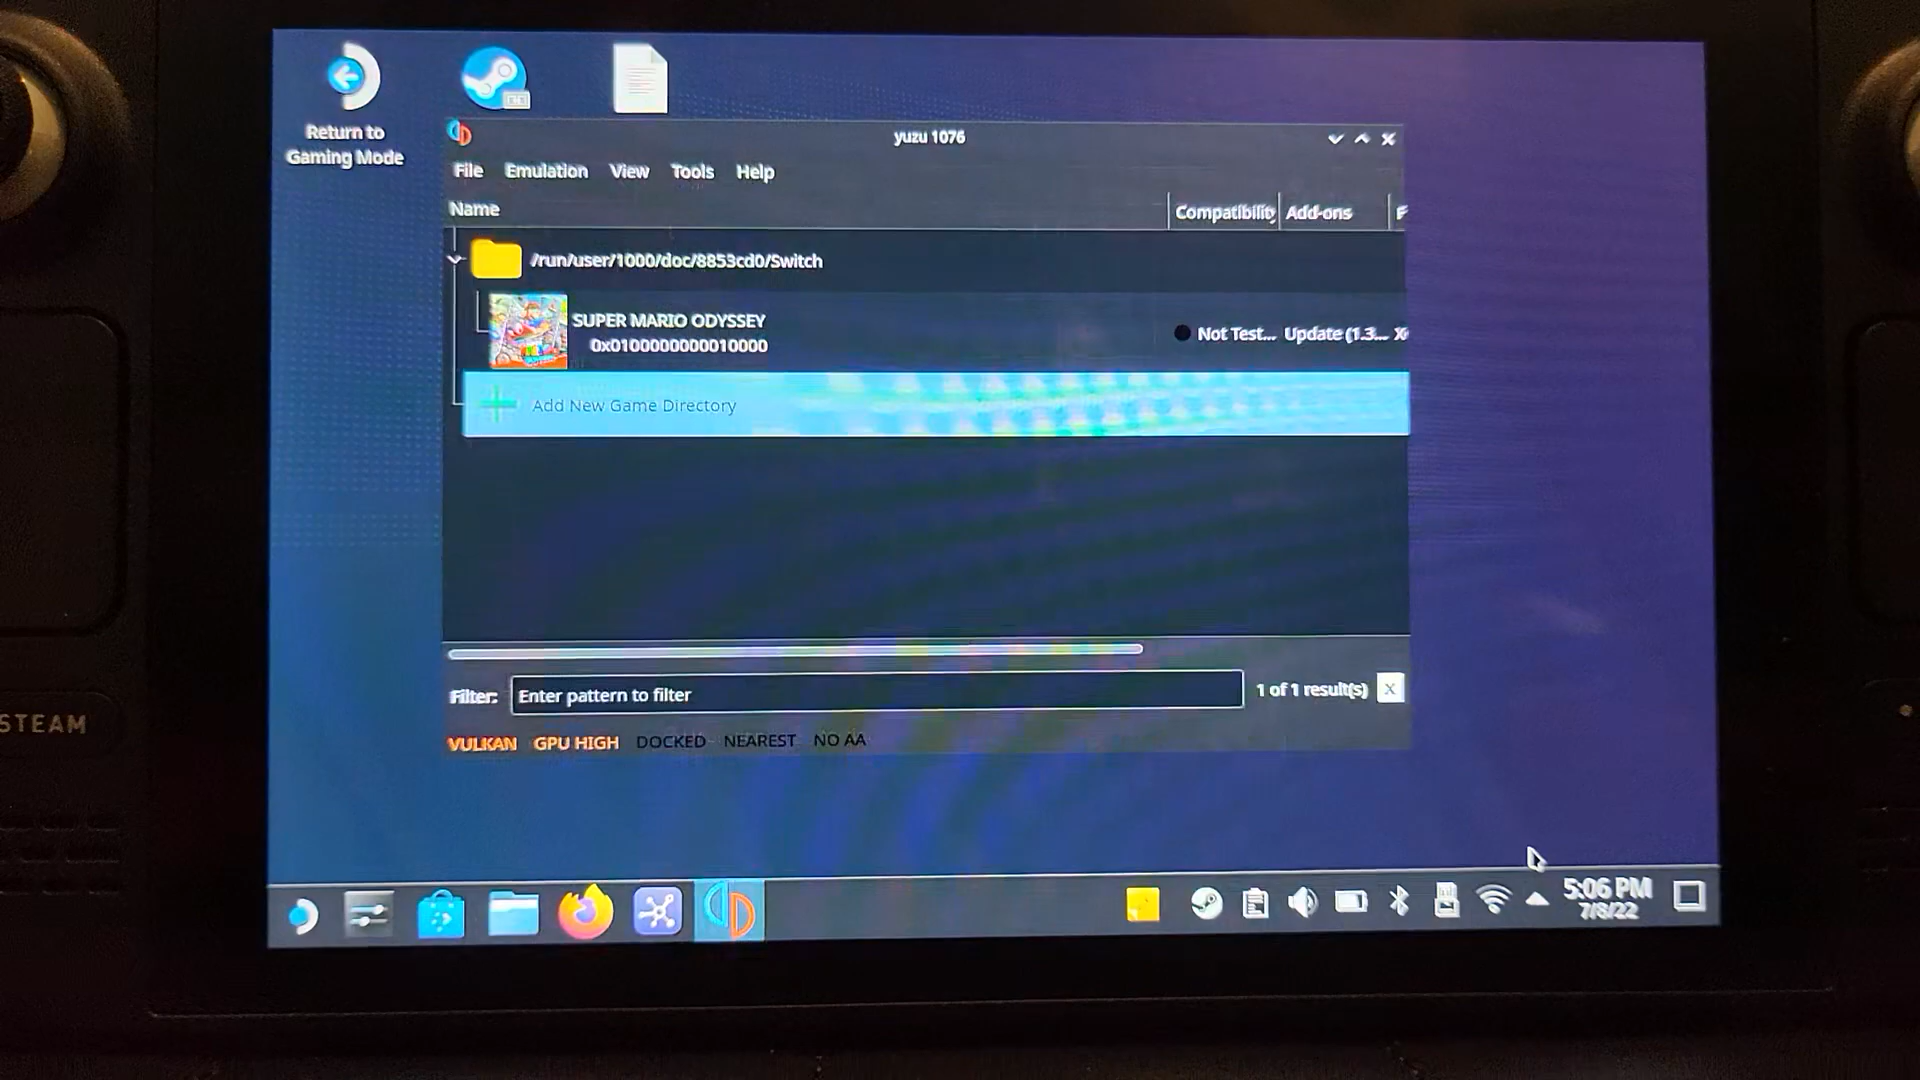 Return to
Gaming Mode
yuzu 1076
File Emulation View Tools Help
Name Compatibility Add-ons F
/run/user/1000/doc/8853cd0/Switch
SUPER MARIO ODYSSEY
0x0100000000010000
Not Test... Update (1.3... X
Add New Game Directory
Filter: Enter pattern to filter 1 of 1 result(s) X
VULKAN GPU HIGH DOCKED NEAREST NO AA
STEAM
5:06 PM
7/8/22